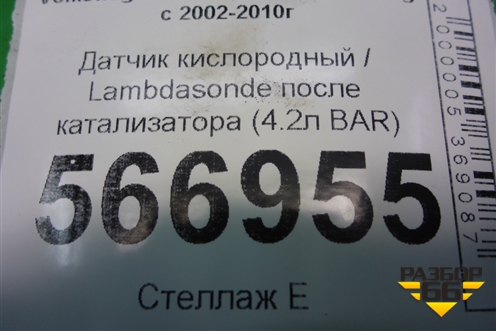 с 2002-2010г
Датчик кислородный /
Lambdasonde после
катализатора (4.2л BAR)
566955
Стеллаж Е
2000005369087
РАЗБОР
66